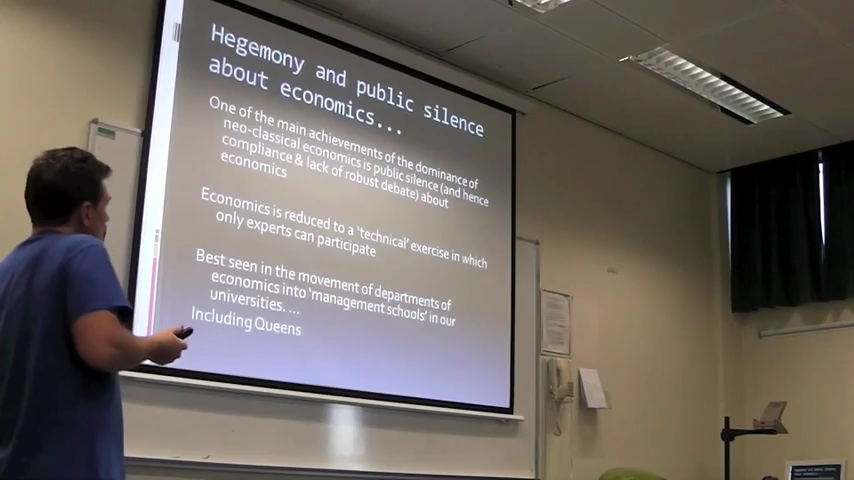 Hegemony and public silence
about economics...
One of the main achievements of the dominance of
neo-classical economics is public silence (and hence
compliance & lack of robust debate) about
economics
Economics is reduced to a 'technical' exercise in which
only experts can participate
Best seen in the movement of departments of
economics into 'management schools' in our
universities. ...
Including Queens